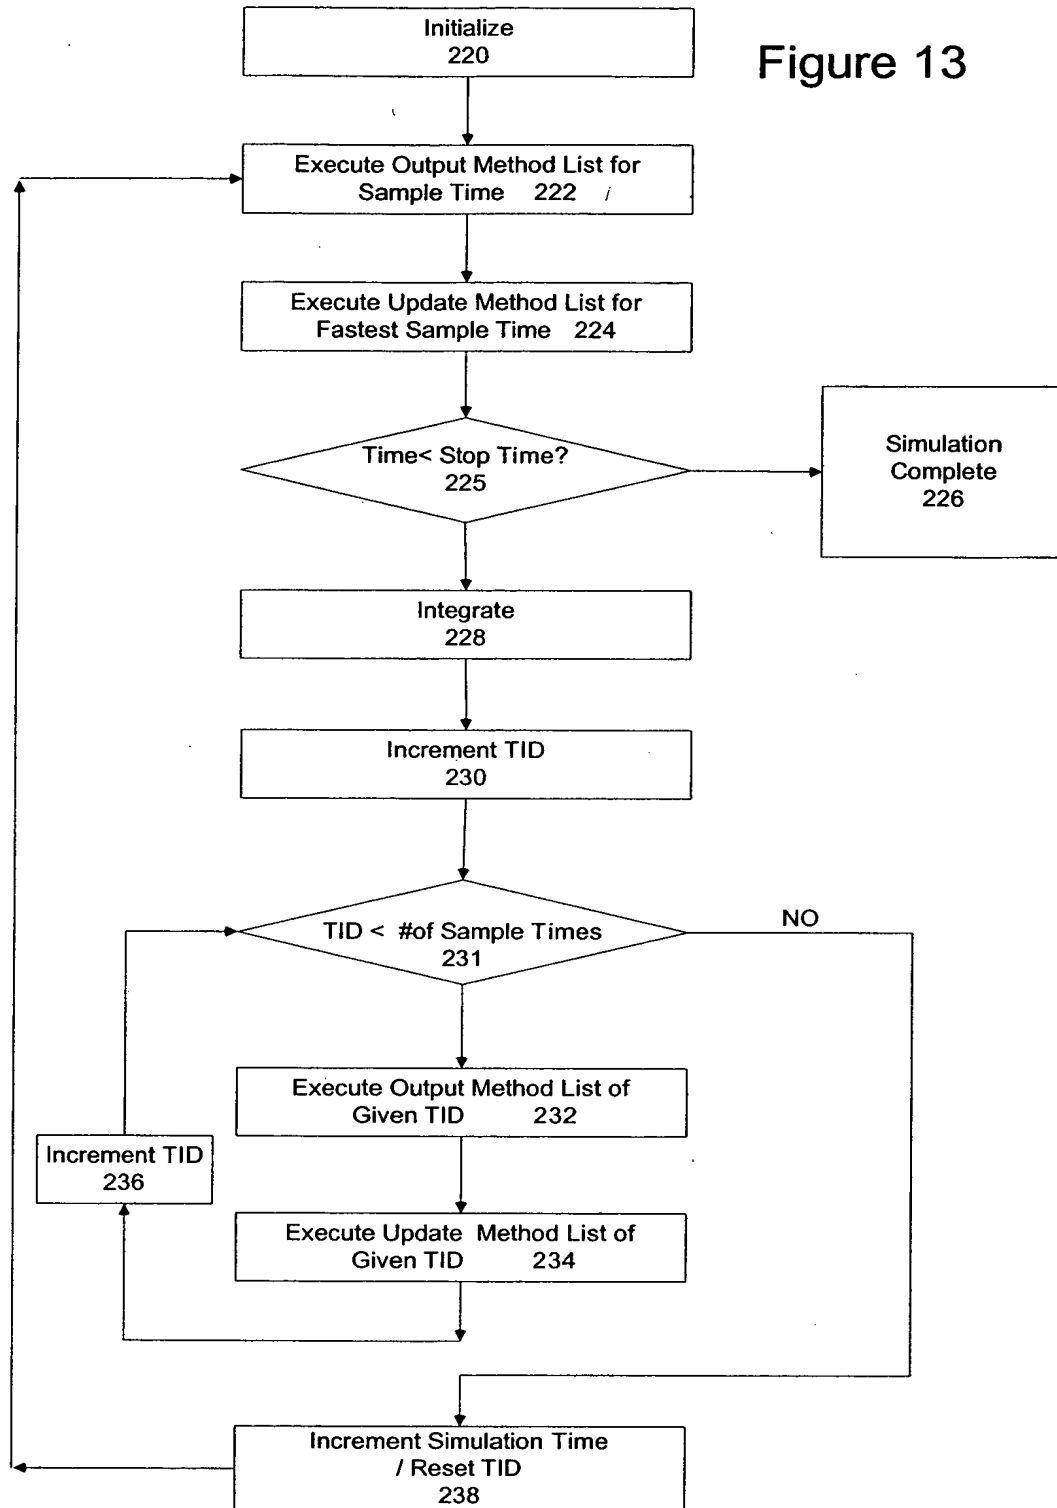 Figure 13
Initialize
220
Execute Output Method List for
Sample Time 222
Execute Update Method List for
Fastest Sample Time 224
Time< Stop Time?
225
Simulation
Complete
226
Integrate
228
Increment TID
230
TID < #of Sample Times
231
NO
Execute Output Method List of
Given TID 232
Increment TID
236
Execute Update Method List of
Given TID 234
Increment Simulation Time
/ Reset TID
238